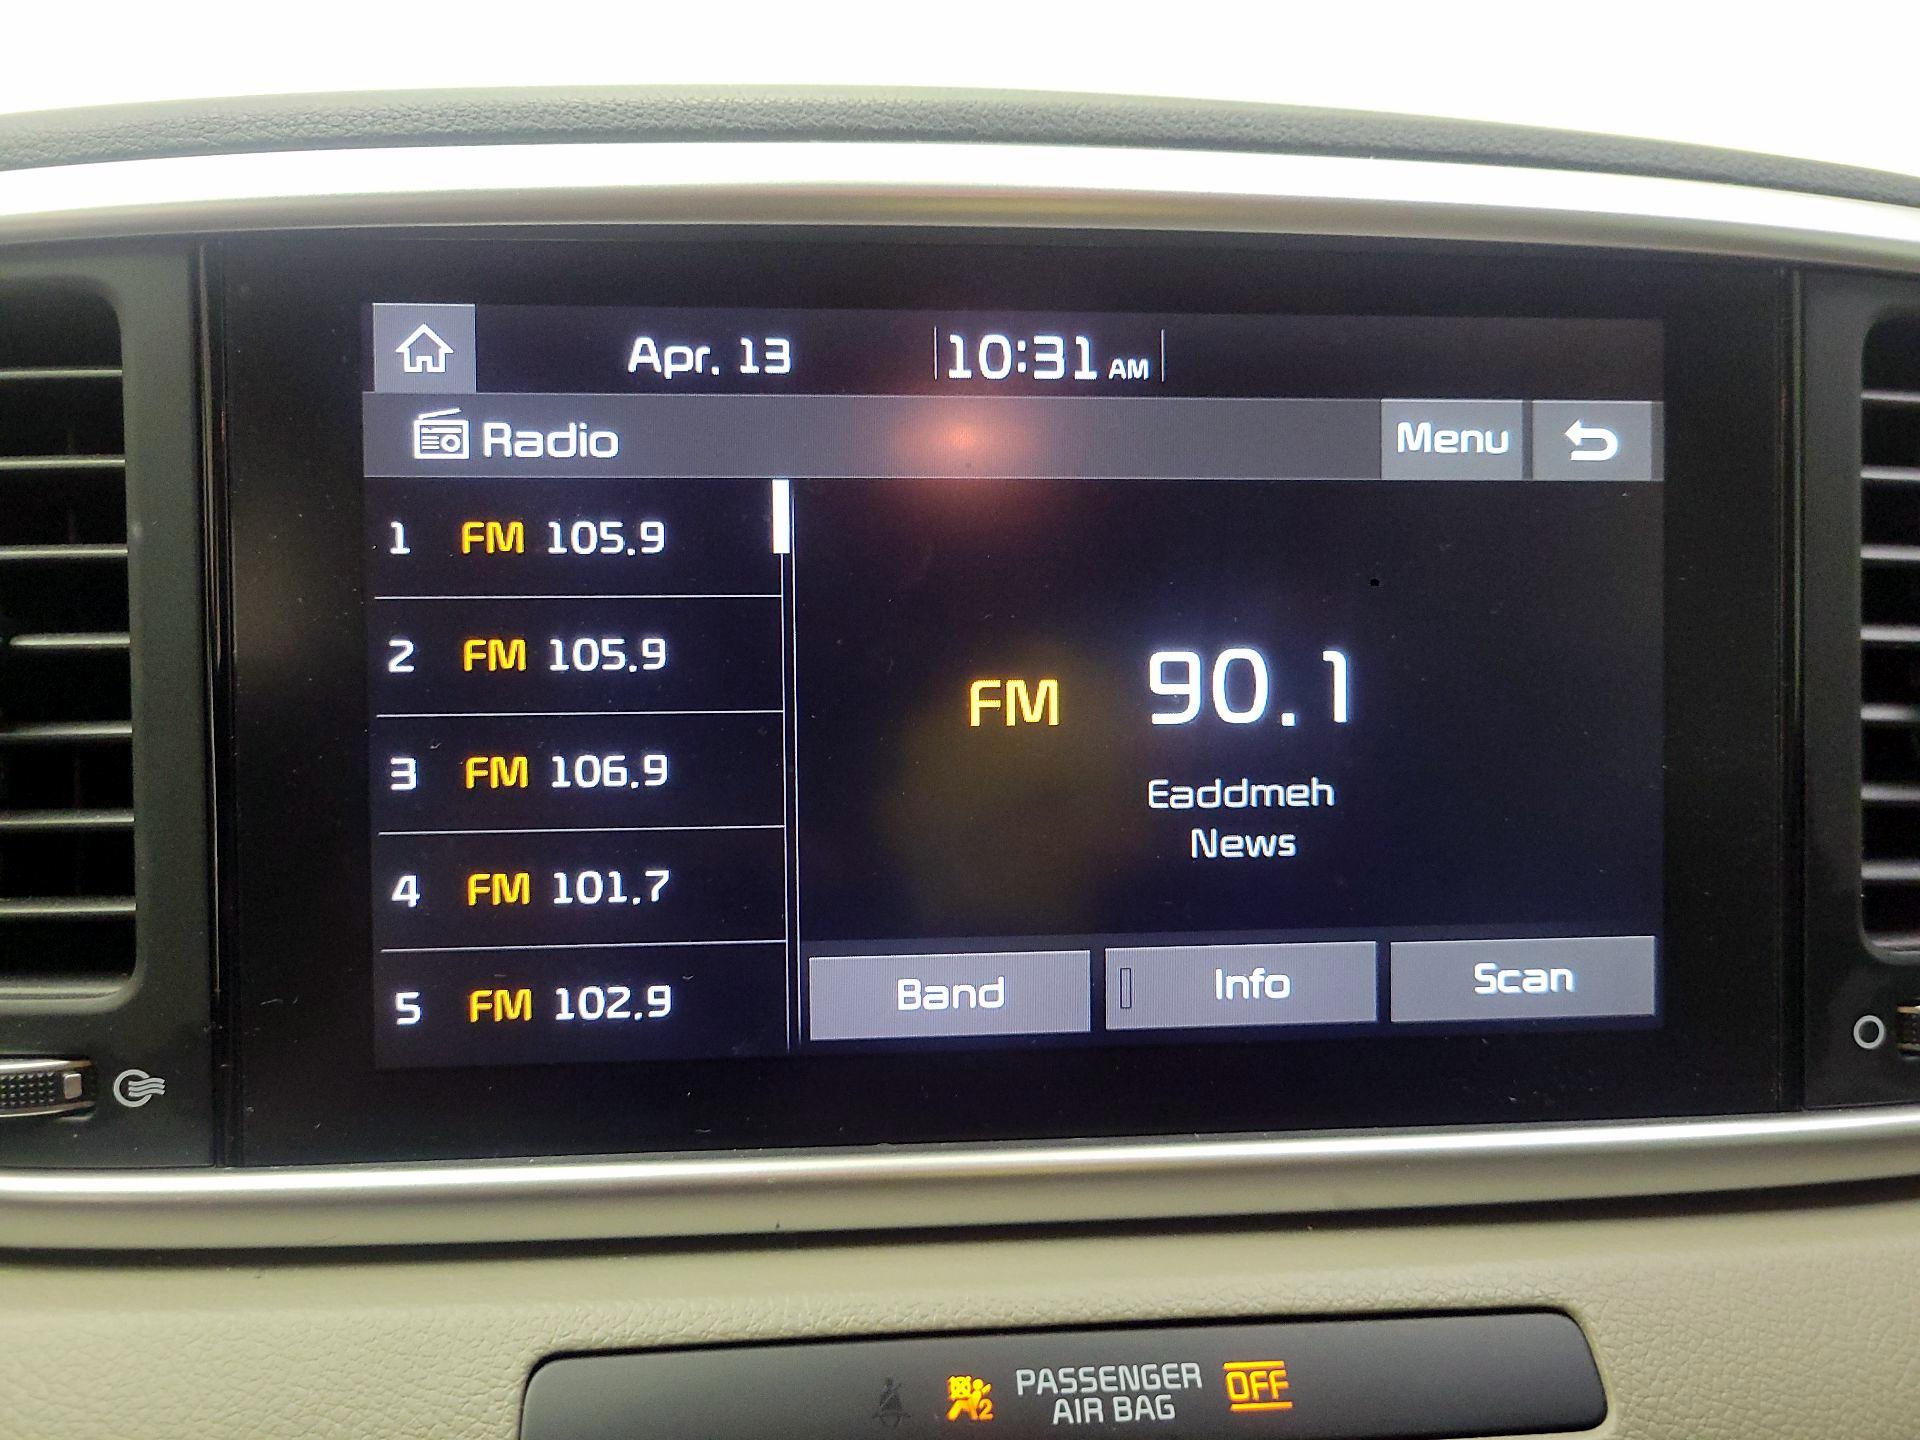 Apr. 13 10:31 AM
Radio Menu
1 FM 105.9
2 FM 105.9
3 FM 106.9
4 FM 101.7
5 FM 102.9
FM 90.1
Eaddmeh
News
Band Info Scan
2 PASSENGER AIR BAG OFF